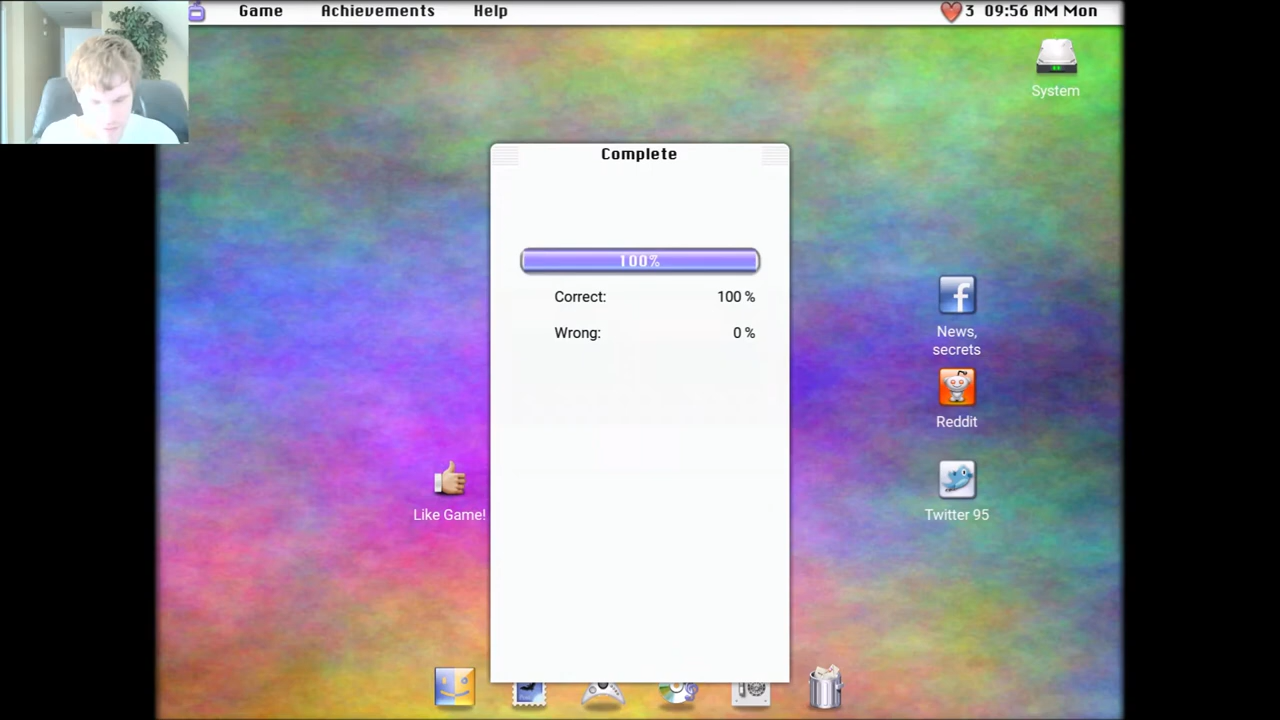 Game Achievements Help 3 09:56 AM Mon
System
Complete
100%
Correct: 100 %
Wrong: 0 %
News,
secrets
Reddit
Like Game!
Twitter 95